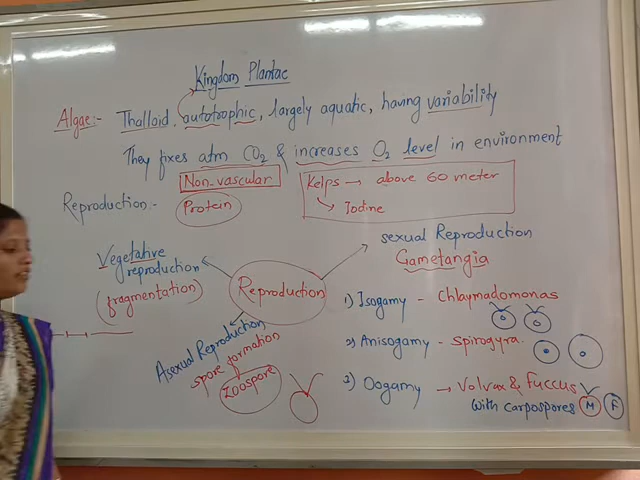 Kingdom Plantae
Algae:- Thalloid, autotrophic, largely aquatic, having variability
They fixes atm CO2 & increases O2 level in environment
Non-vascular
Kelps → above 60 meter
Reproduction:-
Protein
↳ Iodine
sexual Reproduction
Vegetative
reproduction
Gametangia
(fragmentation)
Reproduction
1) Isogamy - Chlaymadomonas
Asexual Reproduction
spore formation
2) Anisogamy - spirogyra.
Zoospore
3) Oogamy → Volvax & Fuccus
with carpospores M F